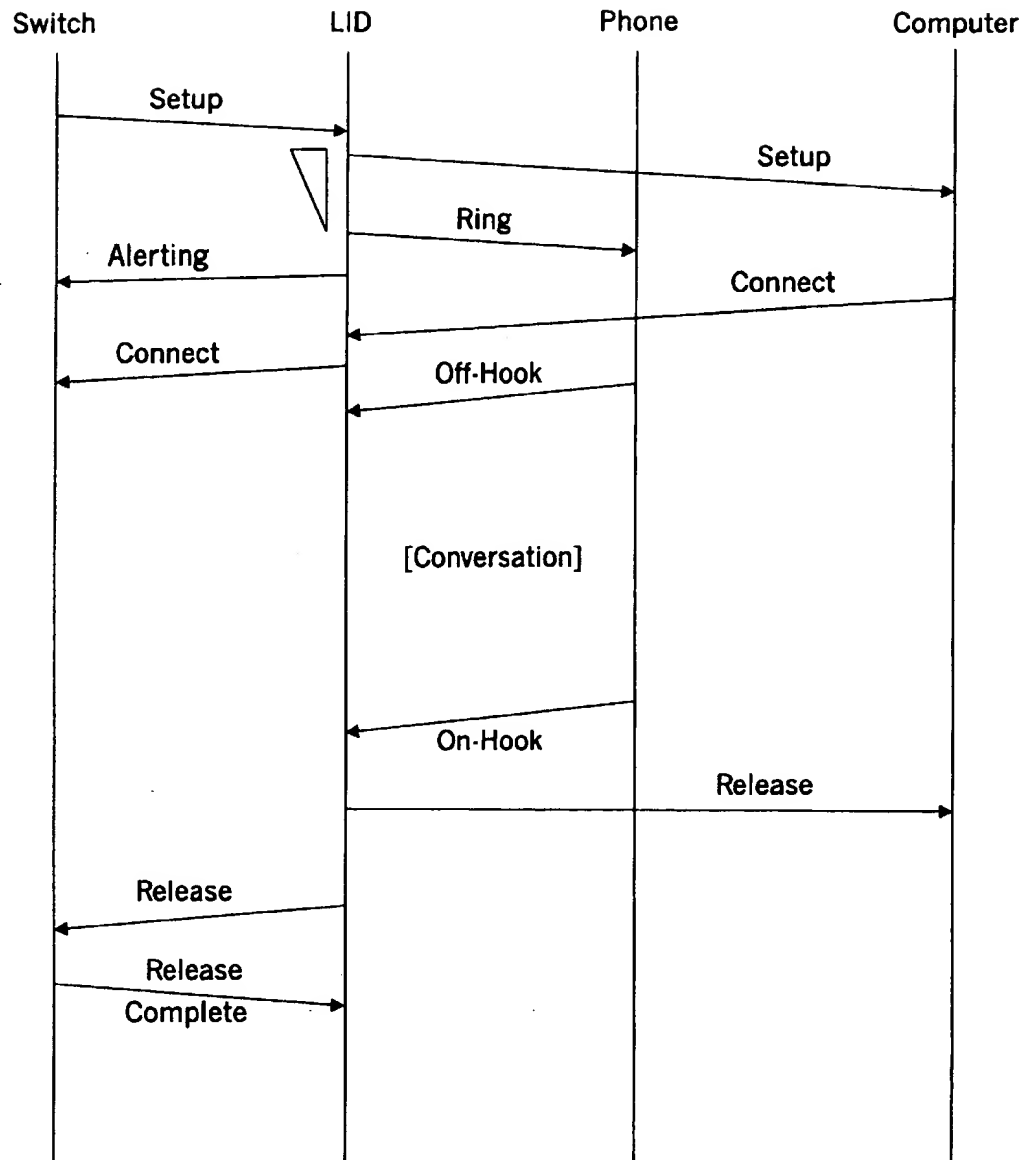 Switch LID Phone Computer
Setup
Setup
Ring
Alerting
Connect
Connect
Off-Hook
[Conversation]
On-Hook
Release
Release
Release
Complete